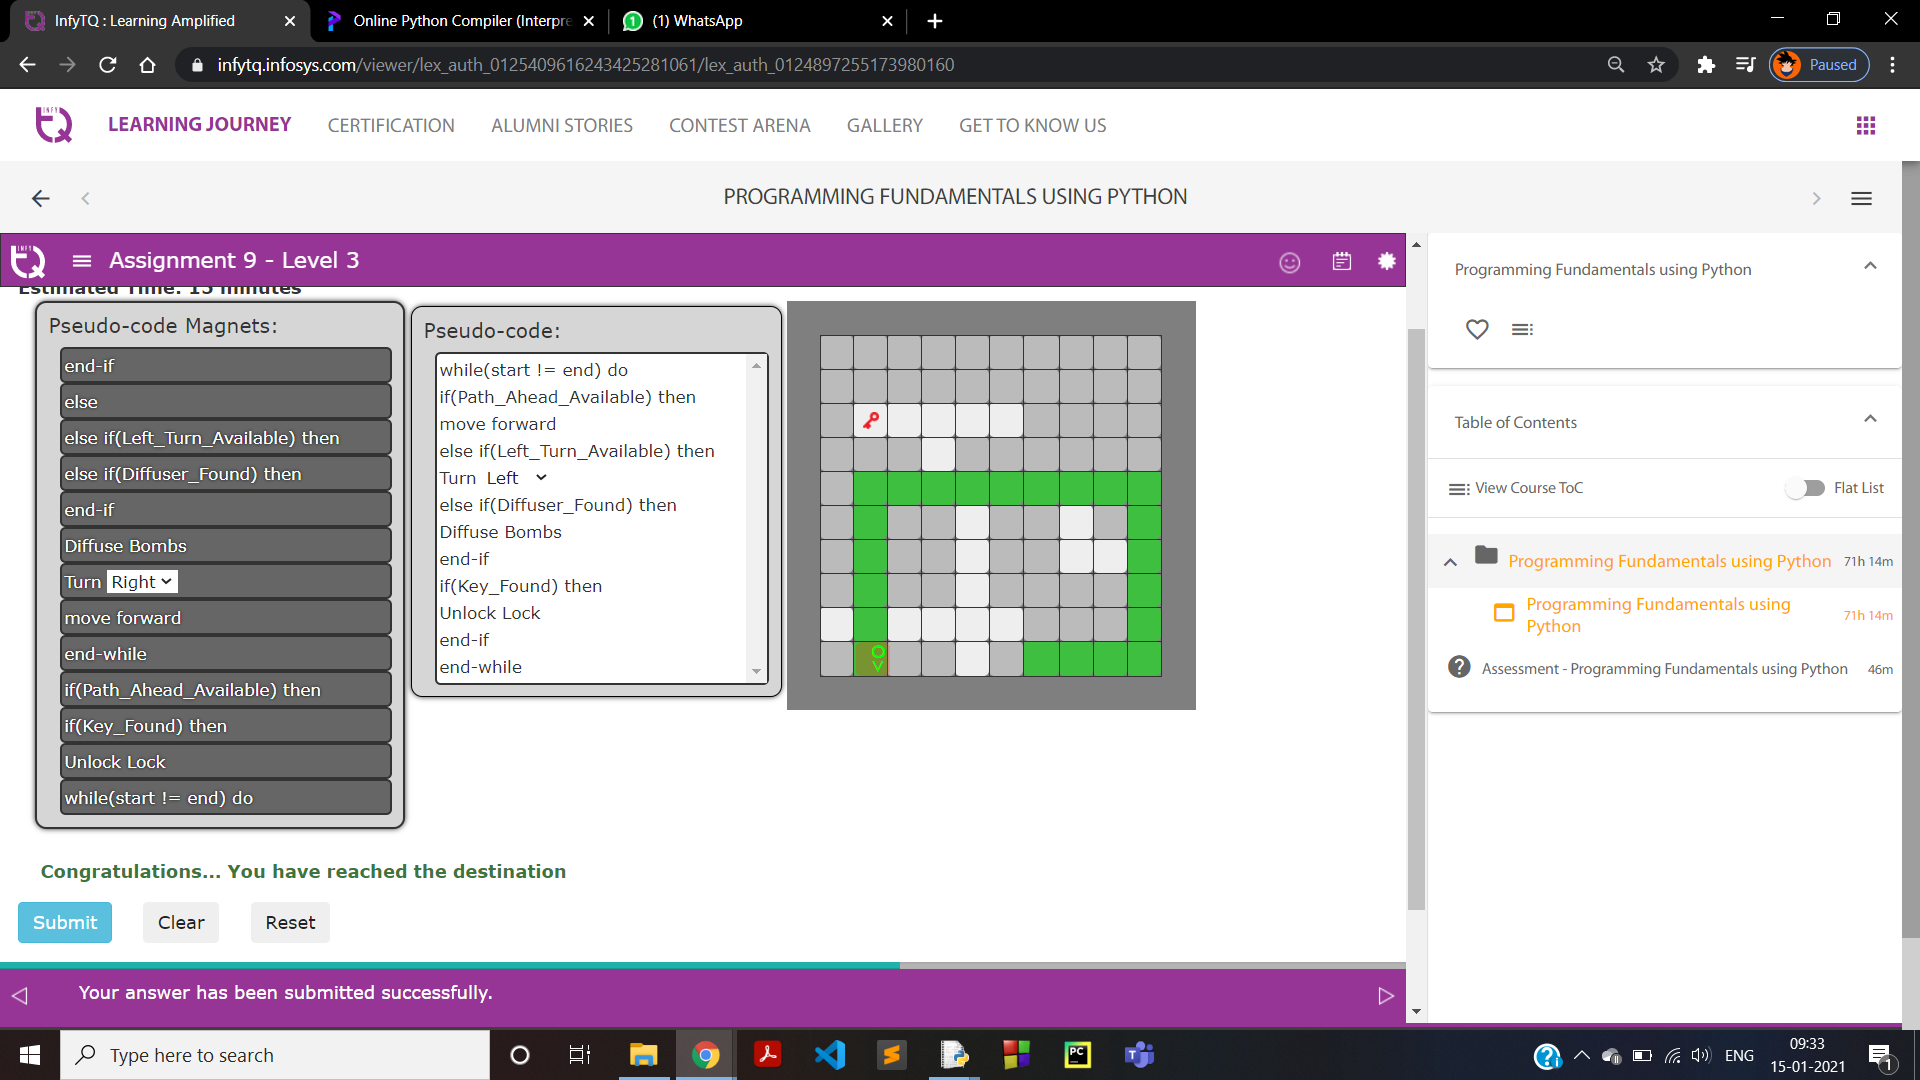 InfyTQ : Learning Amplified
Online Python Compiler (Interpre
(1) WhatsApp
infytq.infosys.com/viewer/lex_auth_0125409616243425281061/lex_auth_0124897255173980160
Paused
LEARNING JOURNEY
CERTIFICATION
ALUMNI STORIES
CONTEST ARENA
GALLERY
GET TO KNOW US
PROGRAMMING FUNDAMENTALS USING PYTHON
Assignment 9 - Level 3
Estimated Time: 15 minutes
Pseudo-code Magnets:
end-if
else
else if(Left_Turn_Available) then
else if(Diffuser_Found) then
end-if
Diffuse Bombs
Turn Right
move forward
end-while
if(Path_Ahead_Available) then
if(Key_Found) then
Unlock Lock
while(start != end) do
Pseudo-code:
while(start != end) do
if(Path_Ahead_Available) then
move forward
else if(Left_Turn_Available) then
Turn Left
else if(Diffuser_Found) then
Diffuse Bombs
end-if
if(Key_Found) then
Unlock Lock
end-if
end-while
Congratulations... You have reached the destination
Submit
Clear
Reset
Your answer has been submitted successfully.
Programming Fundamentals using Python
Table of Contents
View Course ToC
Flat List
Programming Fundamentals using Python 71h 14m
Programming Fundamentals using
Python
71h 14m
Assessment - Programming Fundamentals using Python 46m
Type here to search
ENG
09:33
15-01-2021
1